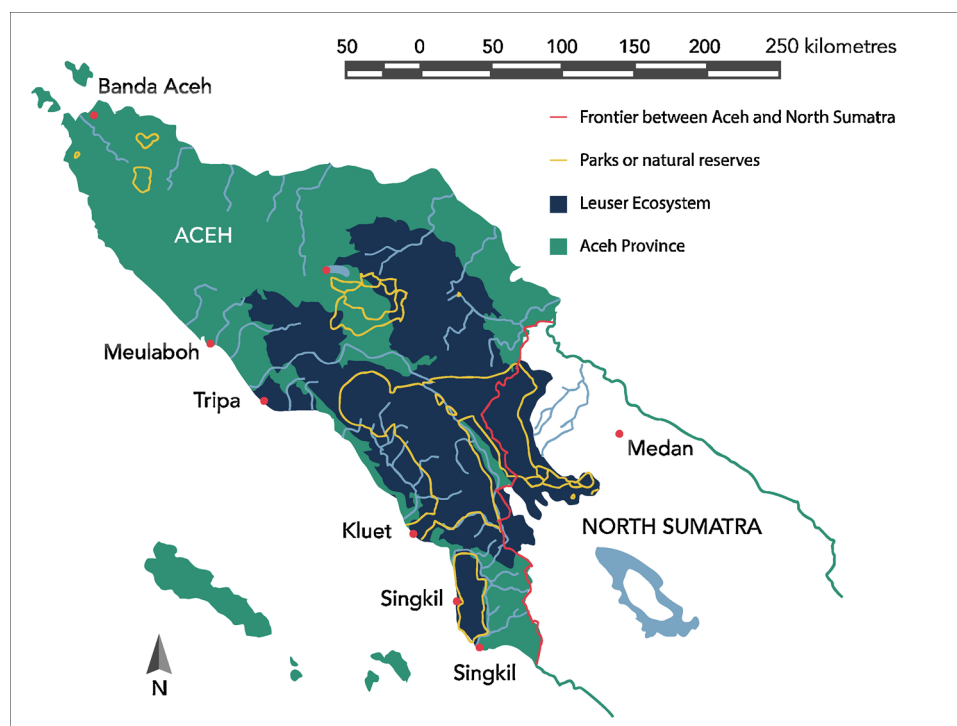 50 0 50 100 150 200 250 kilometres
Banda Aceh
Frontier between Aceh and North Sumatra
Parks or natural reserves
Leuser Ecosystem
Aceh Province
ACEH
Meulaboh
Tripa
Medan
Kluet
NORTH SUMATRA
Singkil
Singkil
N